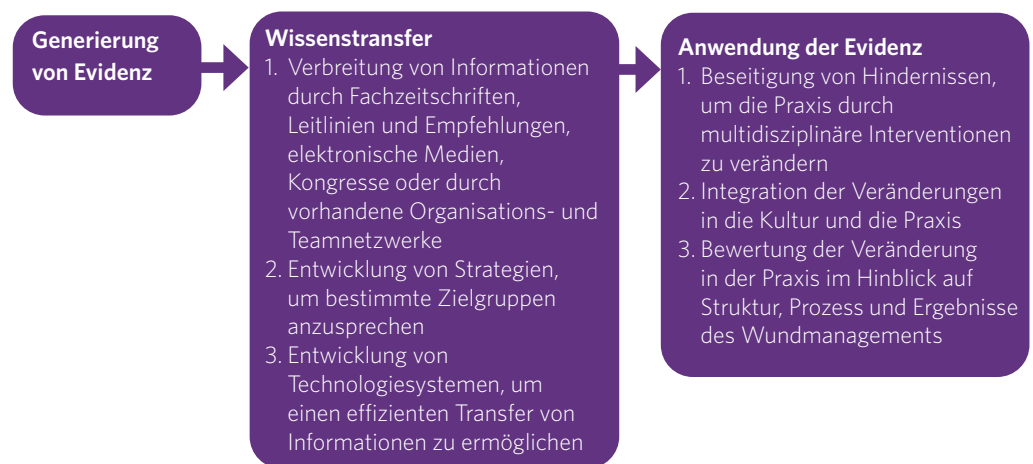 Generierung
von Evidenz
Wissenstransfer
1. Verbreitung von Informationen
durch Fachzeitschriften,
Leitlinien und Empfehlungen,
elektronische Medien,
Kongresse oder durch
vorhandene Organisations- und
Teamnetzwerke
2. Entwicklung von Strategien,
um bestimmte Zielgruppen
anzusprechen
3. Entwicklung von
Technologiesystemen, um
einen effizienten Transfer von
Informationen zu ermöglichen
Anwendung der Evidenz
1. Beseitigung von Hindernissen,
um die Praxis durch
multidisziplinäre Interventionen
zu verändern
2. Integration der Veränderungen
in die Kultur und die Praxis
3. Bewertung der Veränderung
in der Praxis im Hinblick auf
Struktur, Prozess und Ergebnisse
des Wundmanagements